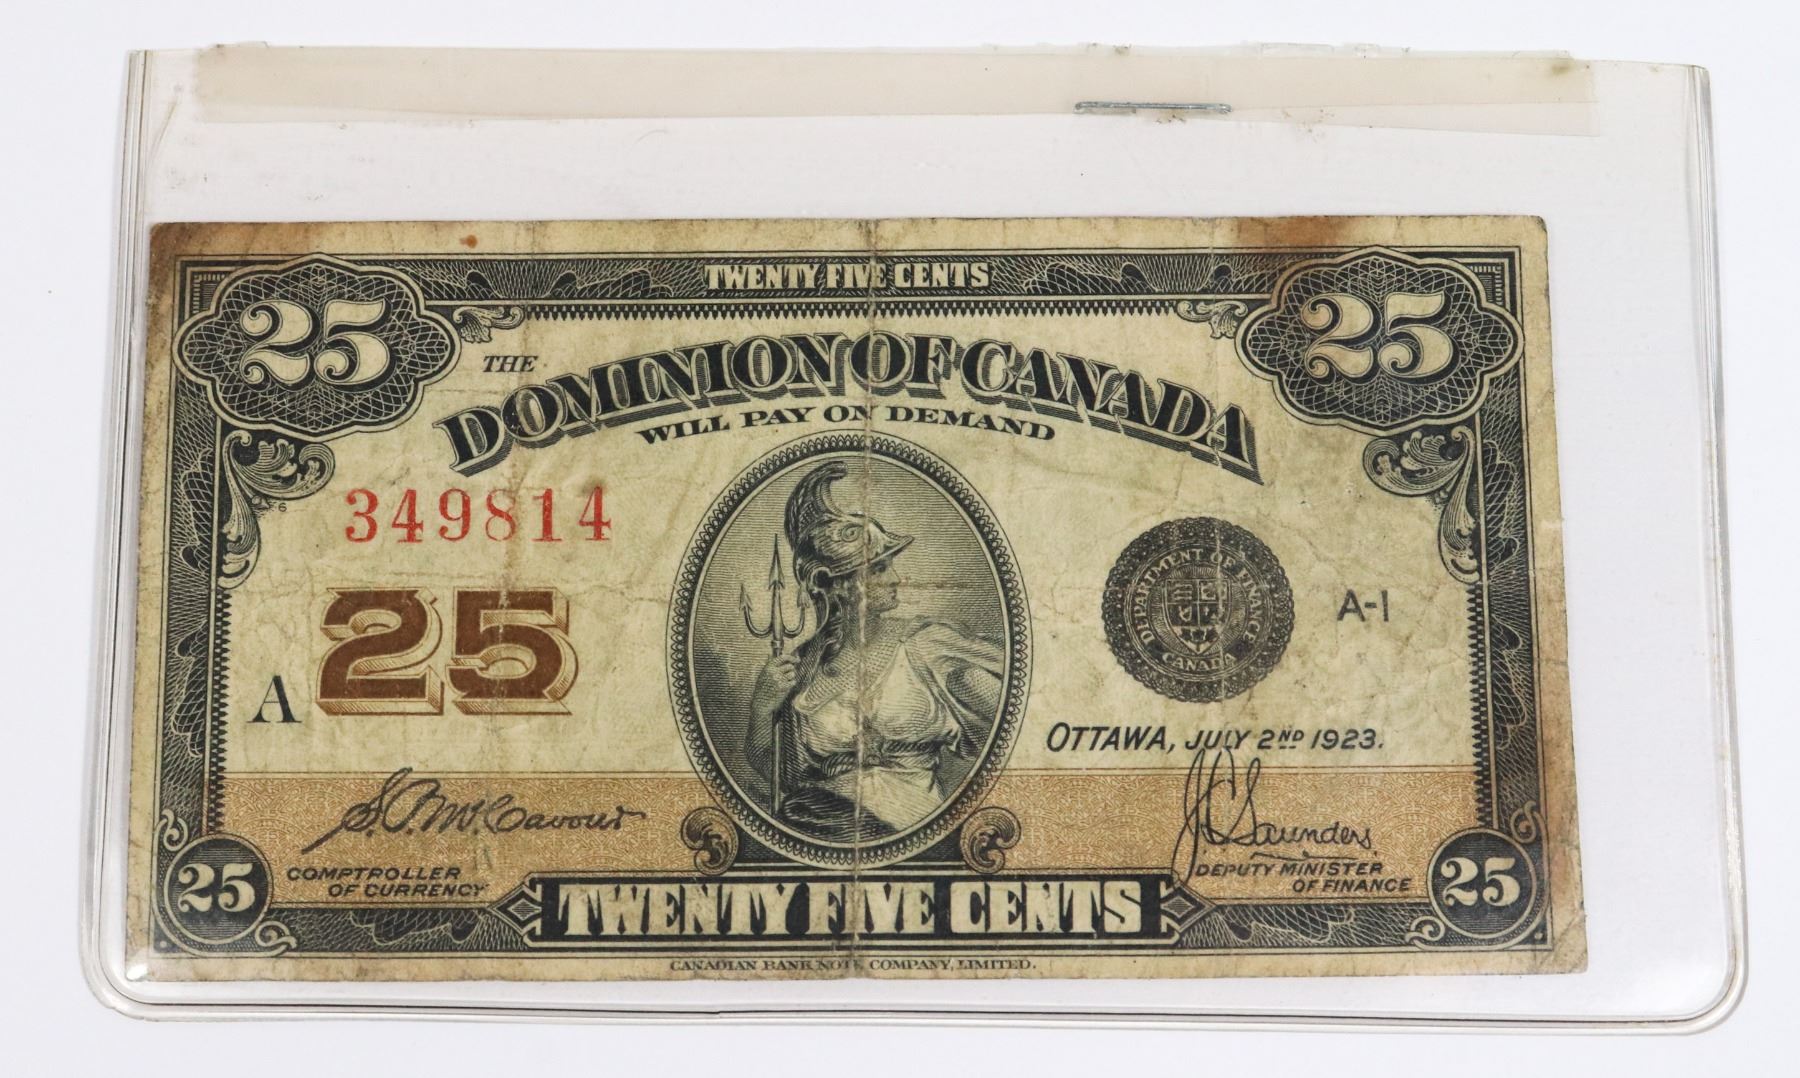 TWENTY FIVE CENTS
25 25
THE
DOMINION OF CANADA
WILL PAY ON DEMAND
349814
25
A
DEPARTMENT OF FINANCE
CANADA
A-1
OTTAWA, JULY 2ND 1923.
S.P. McCavour
J.C. Saunders
COMPTROLLER
OF CURRENCY
DEPUTY MINISTER
OF FINANCE
25 25
TWENTY FIVE CENTS
CANADIAN BANK NOTE COMPANY, LIMITED.